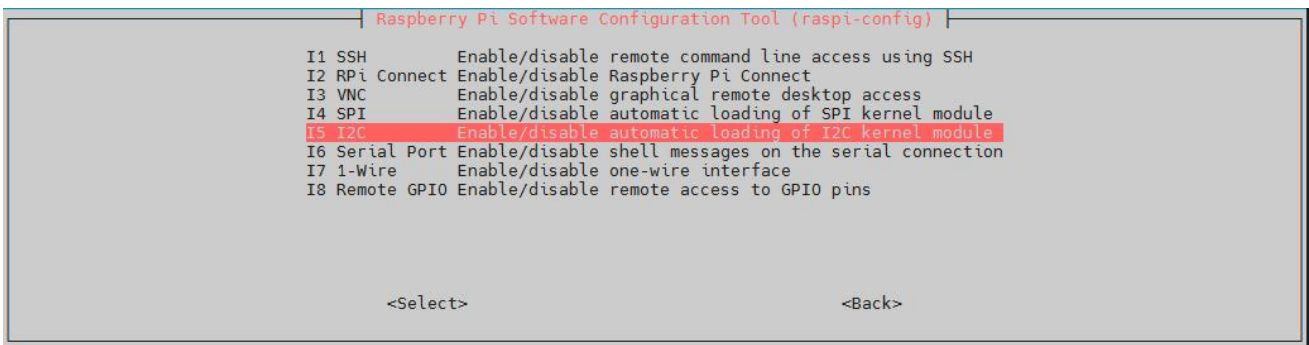 Raspberry Pi Software Configuration Tool (raspi-config)
I1 SSH Enable/disable remote command line access using SSH
I2 RPi Connect Enable/disable Raspberry Pi Connect
I3 VNC Enable/disable graphical remote desktop access
I4 SPI Enable/disable automatic loading of SPI kernel module
I5 I2C Enable/disable automatic loading of I2C kernel module
I6 Serial Port Enable/disable shell messages on the serial connection
I7 1-Wire Enable/disable one-wire interface
I8 Remote GPIO Enable/disable remote access to GPIO pins
<Select> <Back>